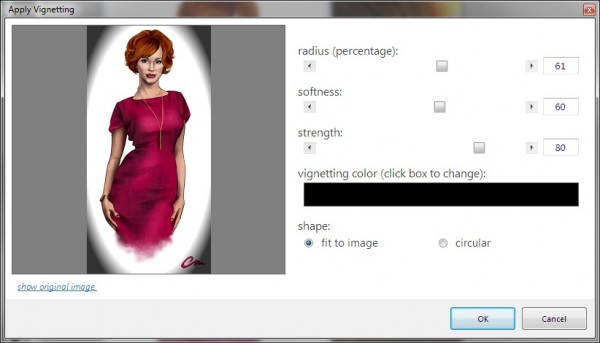 Apply Vignetting
radius (percentage):
61
softness:
60
strength:
80
vignetting color (click box to change):
shape:
fit to image
circular
show original image
OK
Cancel